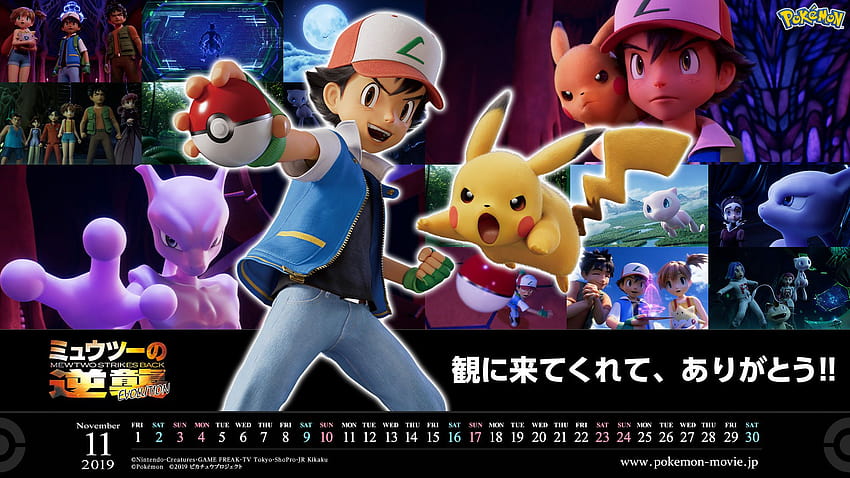 POKÉMON
ミュウツーの
MEWTWO STRIKES BACK
逆襲
EVOLUTION
観に来てくれて、ありがとう!!
November
11
2019
FRI SAT SUN MON TUE WED THU FRI SAT SUN MON TUE WED THU FRI SAT SUN MON TUE WED THU FRI SAT SUN MON TUE WED THU FRI SAT
1 2 3 4 5 6 7 8 9 10 11 12 13 14 15 16 17 18 19 20 21 22 23 24 25 26 27 28 29 30
©Nintendo・Creatures・GAME FREAK・TV Tokyo・ShoPro・JR Kikaku
©Pokémon ©2019 ピカチュウプロジェクト
www.pokemon-movie.jp